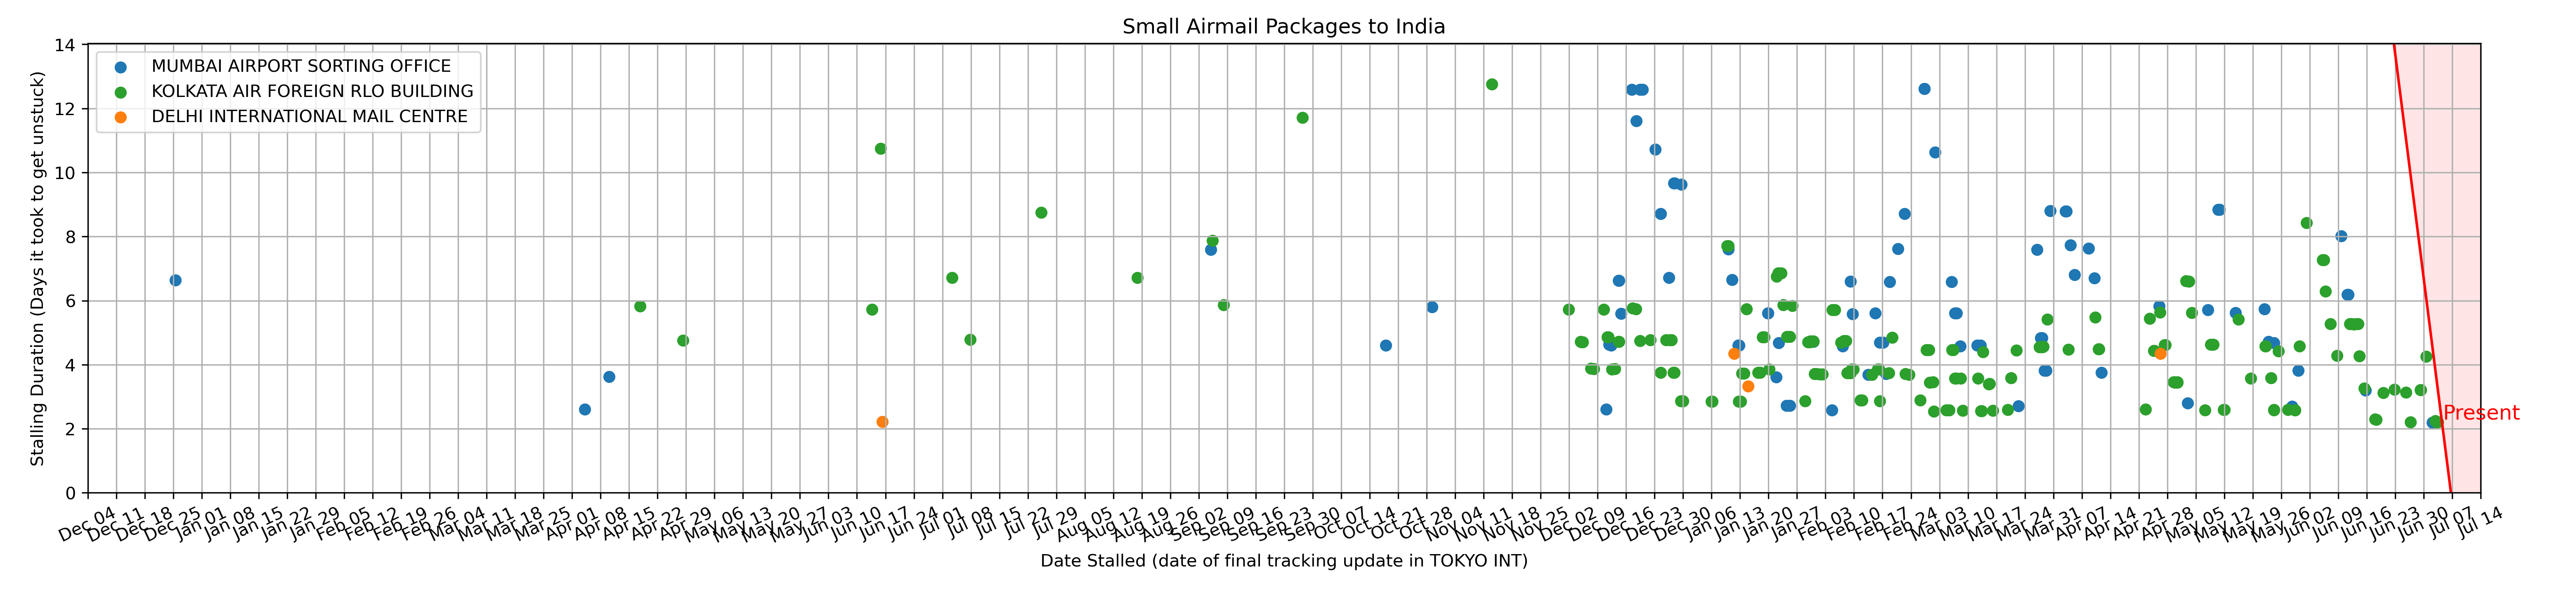 Small Airmail Packages to India
14
12
10
8
6
4
2
0
Stalling Duration (Days it took to get unstuck)
MUMBAI AIRPORT SORTING OFFICE
KOLKATA AIR FOREIGN RLO BUILDING
DELHI INTERNATIONAL MAIL CENTRE
Present
Dec 04 Dec 11 Dec 18 Dec 25 Jan 01 Jan 08 Jan 15 Jan 22 Jan 29 Feb 05 Feb 12 Feb 19 Feb 26 Mar 04 Mar 11 Mar 18 Mar 25 Apr 01 Apr 08 Apr 15 Apr 22 Apr 29 May 06 May 13 May 20 May 27 Jun 03 Jun 10 Jun 17 Jun 24 Jul 01 Jul 08 Jul 15 Jul 22 Jul 29 Aug 05 Aug 12 Aug 19 Aug 26 Sep 02 Sep 09 Sep 16 Sep 23 Sep 30 Oct 07 Oct 14 Oct 21 Oct 28 Nov 04 Nov 11 Nov 18 Nov 25 Dec 02 Dec 09 Dec 16 Dec 23 Dec 30 Jan 06 Jan 13 Jan 20 Jan 27 Feb 03 Feb 10 Feb 17 Feb 24 Mar 03 Mar 10 Mar 17 Mar 24 Mar 31 Apr 07 Apr 14 Apr 21 Apr 28 May 05 May 12 May 19 May 26 Jun 02 Jun 09 Jun 16 Jun 23 Jun 30 Jul 07 Jul 14
Date Stalled (date of final tracking update in TOKYO INT)